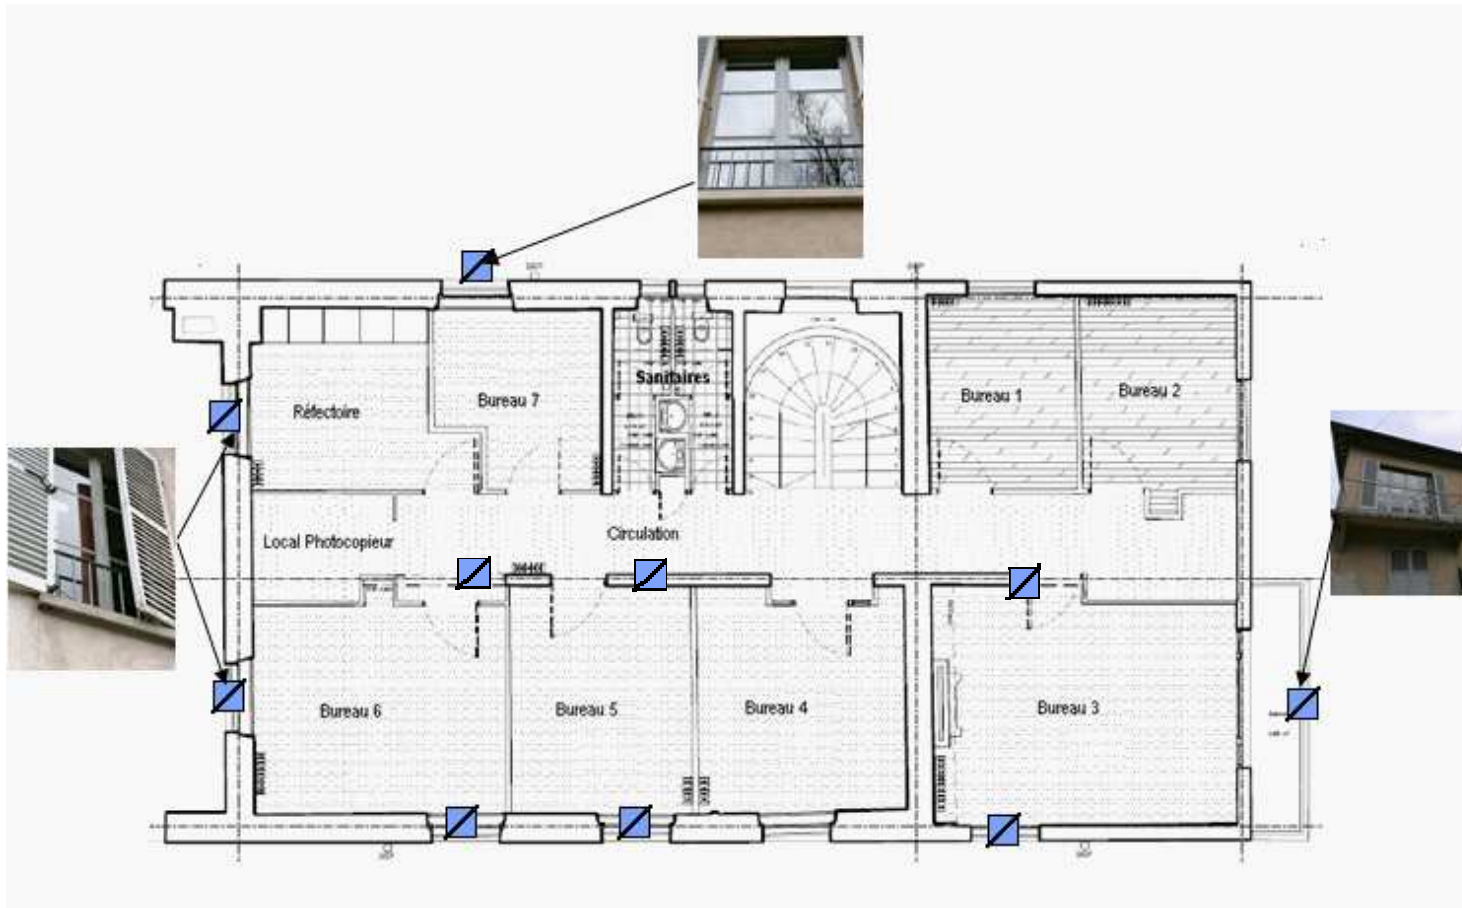 Sanitaires
Bureau 7
Réfectoire
Bureau 1
Bureau 2
Circulation
Local Photocopieur
Bureau 6
Bureau 5
Bureau 4
Bureau 3